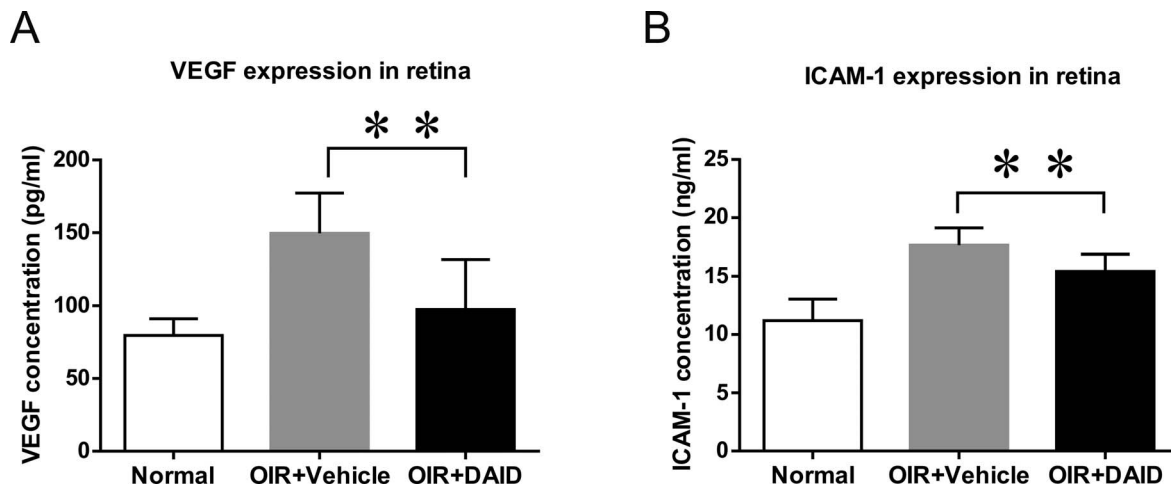 A
VEGF expression in retina
* *
VEGF concentration (pg/ml)
200
150
100
50
0
Normal OIR+Vehicle OIR+DAID
B
ICAM-1 expression in retina
* *
ICAM-1 concentration (ng/ml)
25
20
15
10
5
0
Normal OIR+Vehicle OIR+DAID